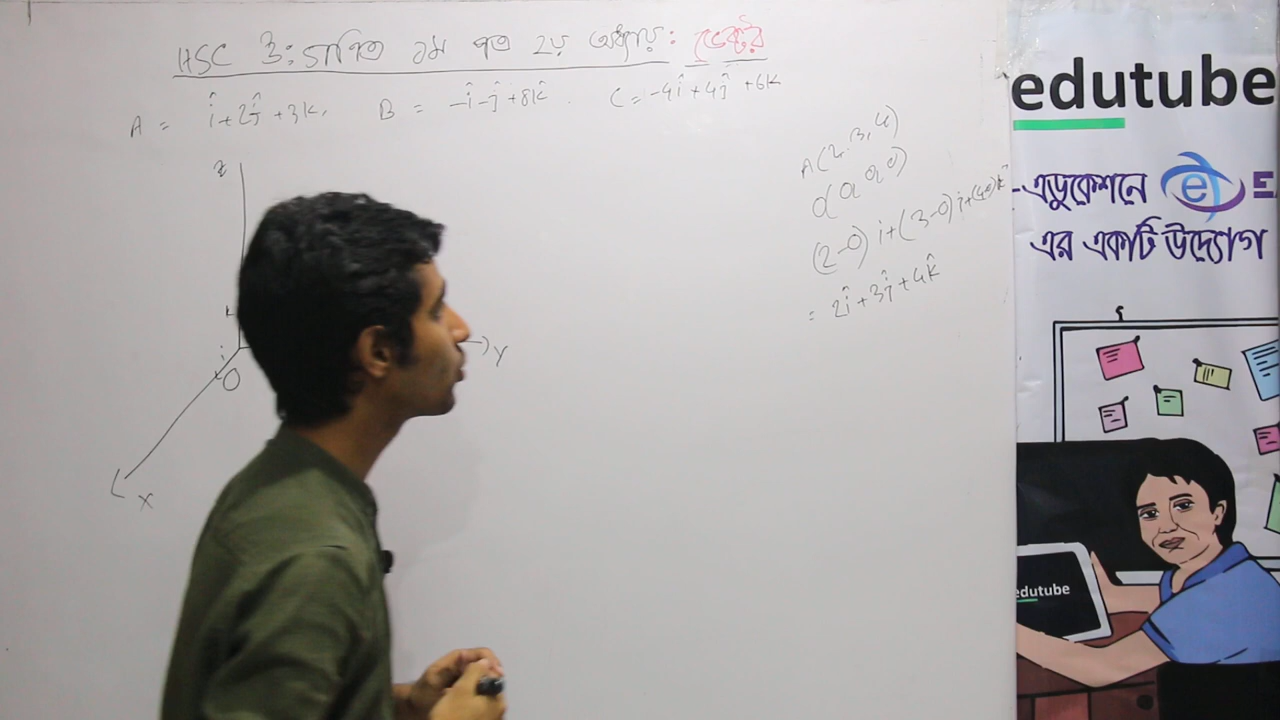 HSC উ: গণিত ১ম পত্র ২য় অধ্যায়: ভেক্টর
A = î+2ĵ+3k, B = -î-ĵ+8k̂. C = -4î+4ĵ+6k
z
k
i
O
Y
X
A(2,3,4)
O(0,0,0)
(2-0)i+(3-0)j+(4-0)k̂
= 2î+3ĵ+4k̂
edutube
-এডুকেশনে e E
এর একটি উদ্যোগ
edutube